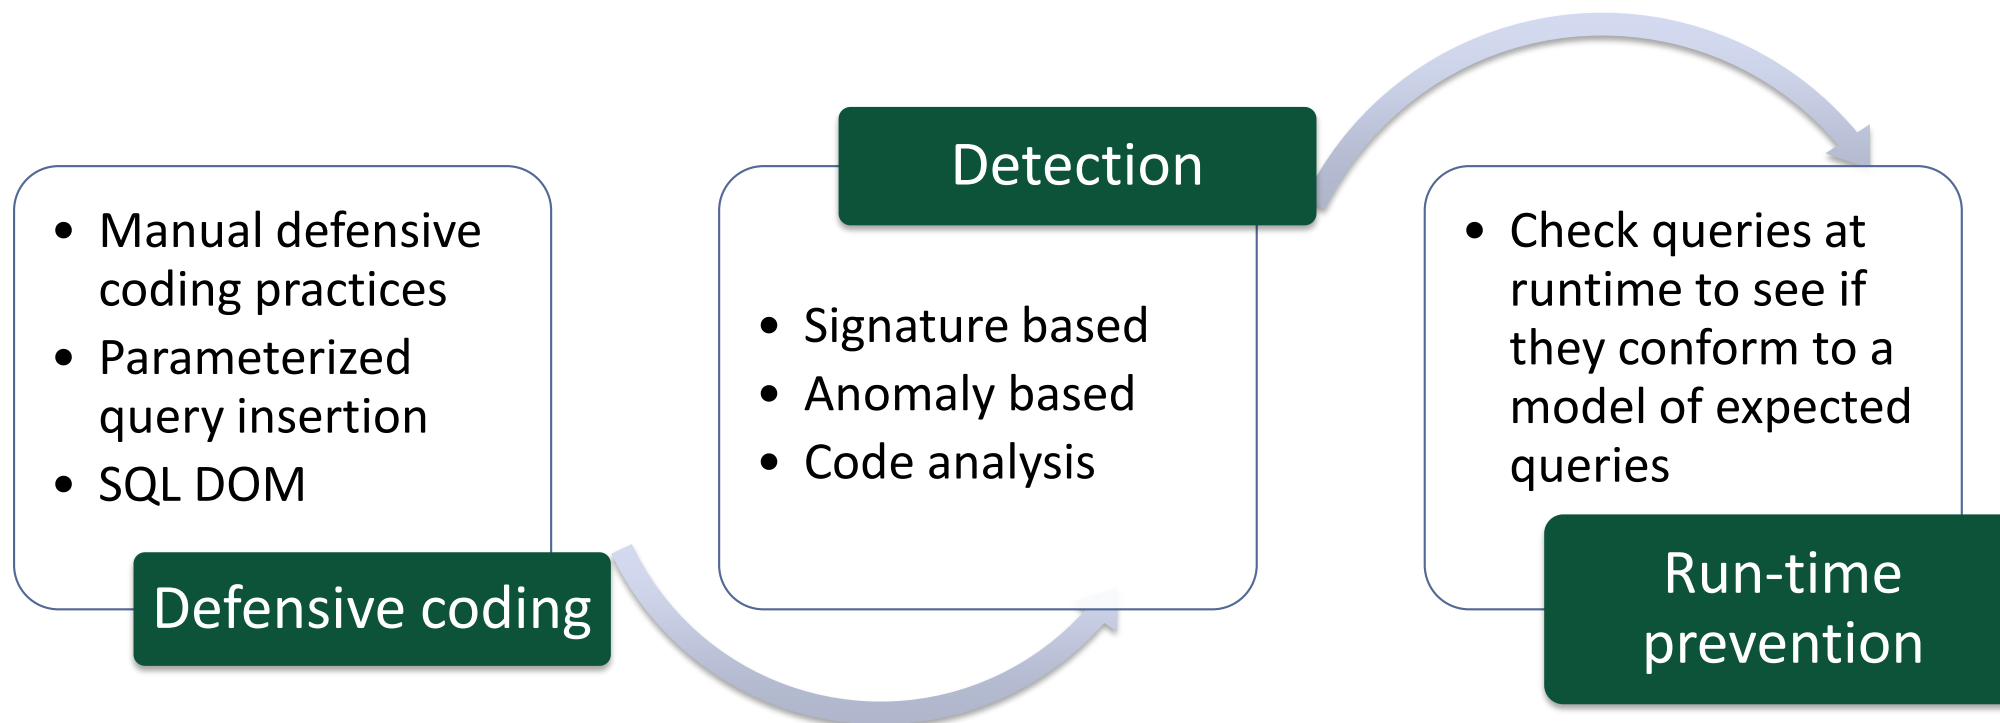 • Manual defensive
coding practices
• Parameterized
query insertion
• SQL DOM
Defensive coding
Detection
• Signature based
• Anomaly based
• Code analysis
• Check queries at
runtime to see if
they conform to a
model of expected
queries
Run-time
prevention